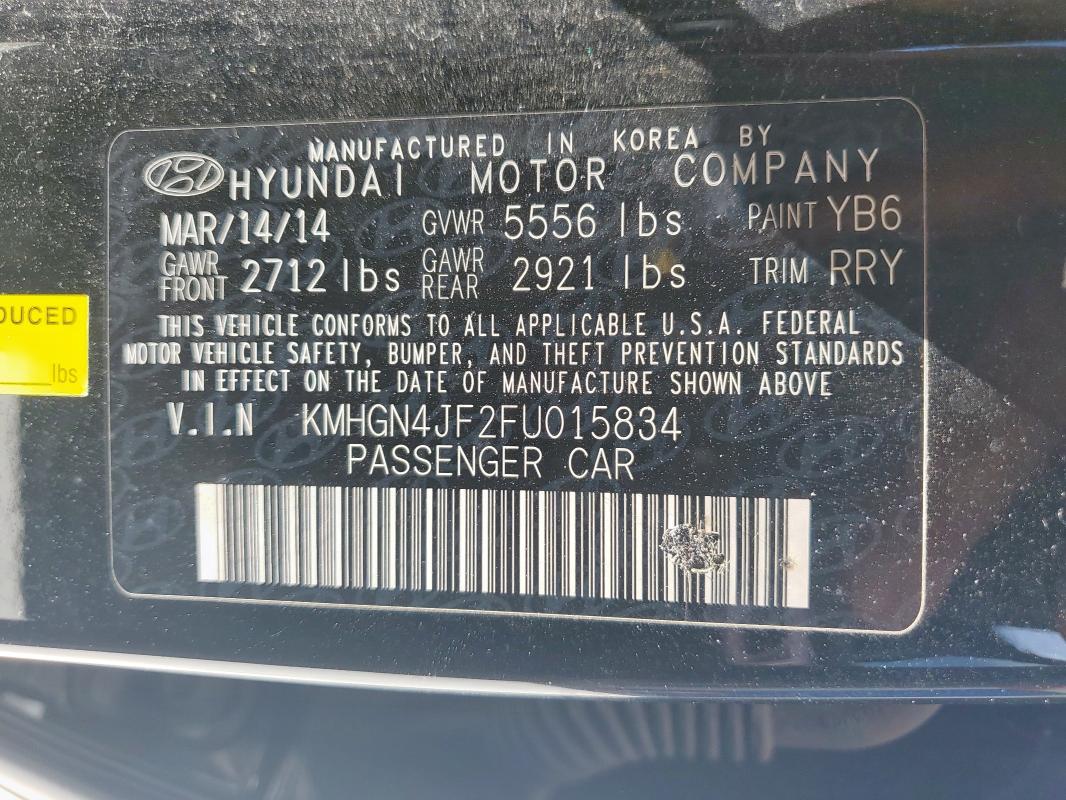 MANUFACTURED IN KOREA BY
HYUNDAI MOTOR COMPANY
MAR/14/14 GVWR 5556 lbs PAINT YB6
GAWR FRONT 2712 lbs GAWR REAR 2921 lbs TRIM RRY
THIS VEHICLE CONFORMS TO ALL APPLICABLE U.S.A. FEDERAL
MOTOR VEHICLE SAFETY, BUMPER, AND THEFT PREVENTION STANDARDS
IN EFFECT ON THE DATE OF MANUFACTURE SHOWN ABOVE
V.I.N KMHGN4JF2FU015834
PASSENGER CAR
DUCED
lbs